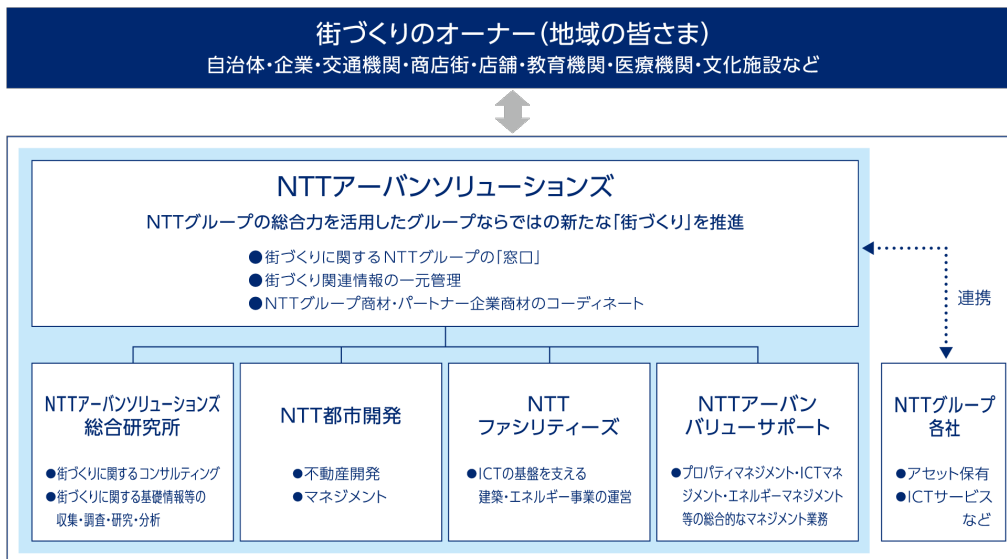 街づくりのオーナー(地域の皆さま)
自治体・企業・交通機関・商店街・店舗・教育機関・医療機関・文化施設など
NTTアーバンソリューションズ
NTTグループの総合力を活用したグループならではの新たな「街づくり」を推進
●街づくりに関するNTTグループの「窓口」
●街づくり関連情報の一元管理
●NTTグループ商材・パートナー企業商材のコーディネート
連携
NTTアーバンソリューションズ
総合研究所
●街づくりに関するコンサルティング
●街づくりに関する基礎情報等の
収集・調査・研究・分析
NTT都市開発
●不動産開発
●マネジメント
NTT
ファシリティーズ
●ICTの基盤を支える
建築・エネルギー事業の運営
NTTアーバン
バリューサポート
●プロパティマネジメント・ICTマネ
ジメント・エネルギーマネジメント
等の総合的なマネジメント業務
NTTグループ
各社
●アセット保有
●ICTサービス
など